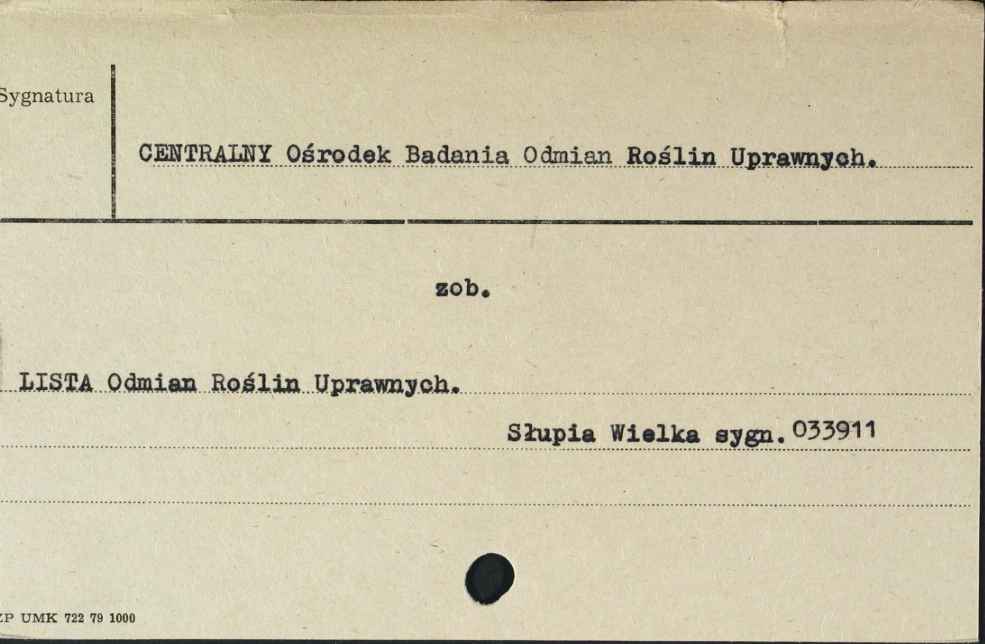 Sygnatura
CENTRALNY Ośrodek Badania Odmian Roślin Uprawnych.
zob.
LISTA Odmian Roślin Uprawnych.
Słupia Wielka sygn. 033911
ZP UMK 722 79 1000